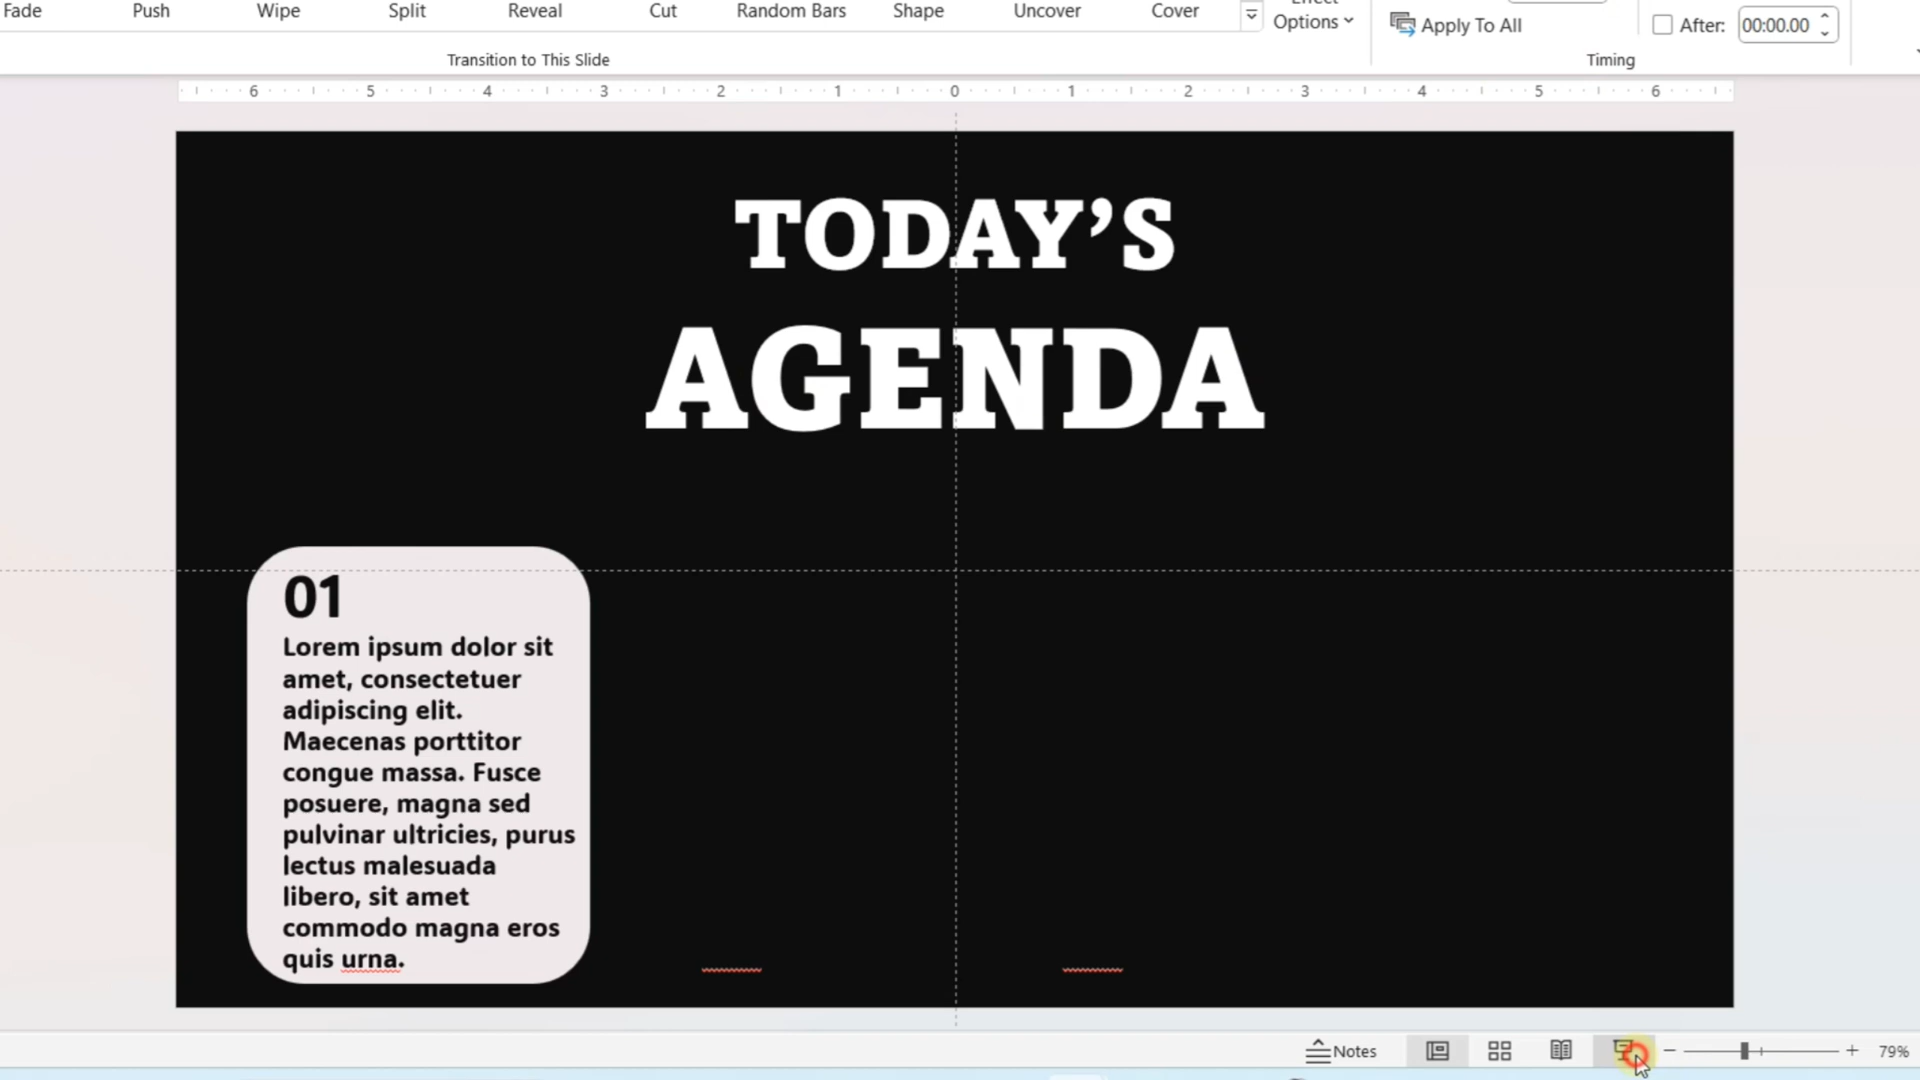 Fade Push Wipe Split Reveal Cut Random Bars Shape Uncover Cover Options Apply To All After: 00:00.00
Transition to This Slide Timing
6 5 4 3 2 1 0 1 2 3 4 5 6
TODAY’S
AGENDA
01
Lorem ipsum dolor sit
amet, consectetuer
adipiscing elit.
Maecenas porttitor
congue massa. Fusce
posuere, magna sed
pulvinar ultricies, purus
lectus malesuada
libero, sit amet
commodo magna eros
quis urna.
Notes 79%